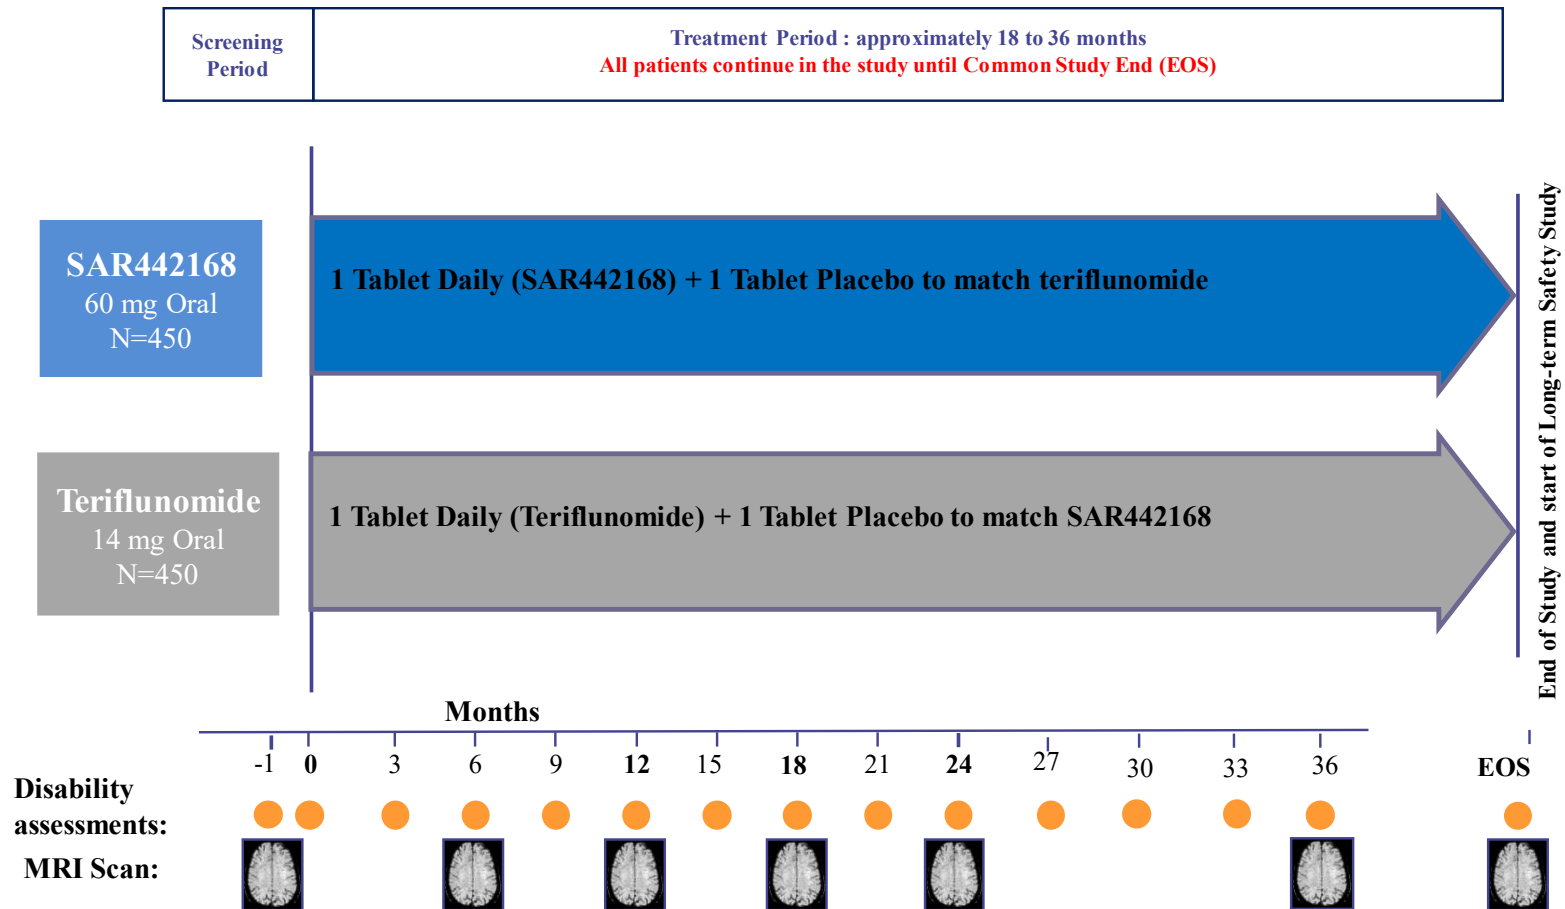 Screening
Period
Treatment Period : approximately 18 to 36 months
All patients continue in the study until Common Study End (EOS)
SAR442168
60 mg Oral
N=450
1 Tablet Daily (SAR442168) + 1 Tablet Placebo to match teriflunomide
Teriflunomide
14 mg Oral
N=450
1 Tablet Daily (Teriflunomide) + 1 Tablet Placebo to match SAR442168
End of Study and start of Long-term Safety Study
Months
-1 0 3 6 9 12 15 18 21 24 27 30 33 36 EOS
Disability
assessments:
MRI Scan: